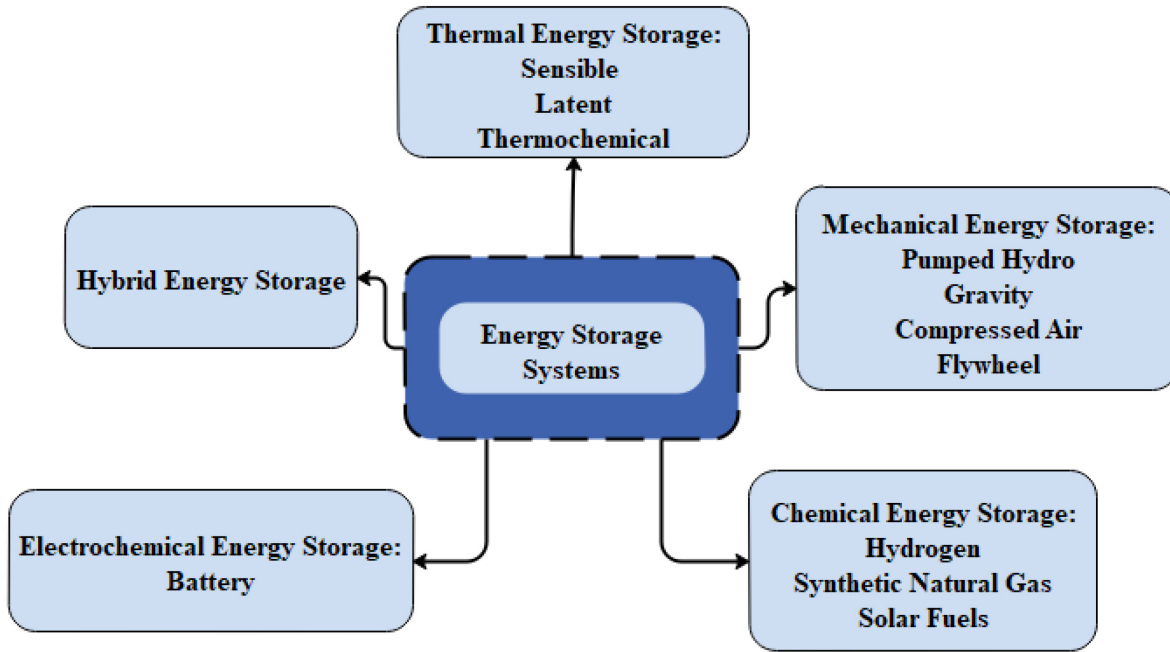 Thermal Energy Storage:
Sensible
Latent
Thermochemical
Hybrid Energy Storage
Mechanical Energy Storage:
Pumped Hydro
Gravity
Compressed Air
Flywheel
Energy Storage
Systems
Electrochemical Energy Storage:
Battery
Chemical Energy Storage:
Hydrogen
Synthetic Natural Gas
Solar Fuels